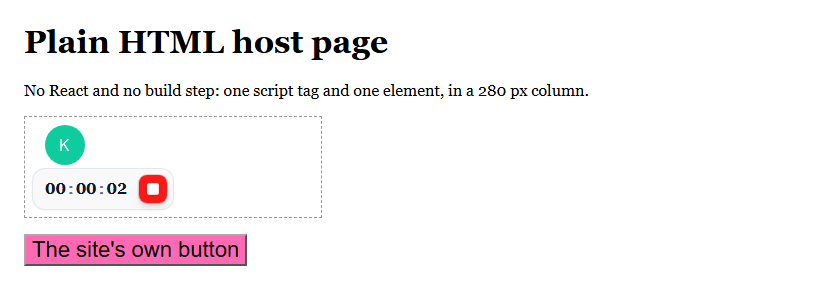 Plain HTML host page
No React and no build step: one script tag and one element, in a 280 px column.
K
00:00:02
The site's own button